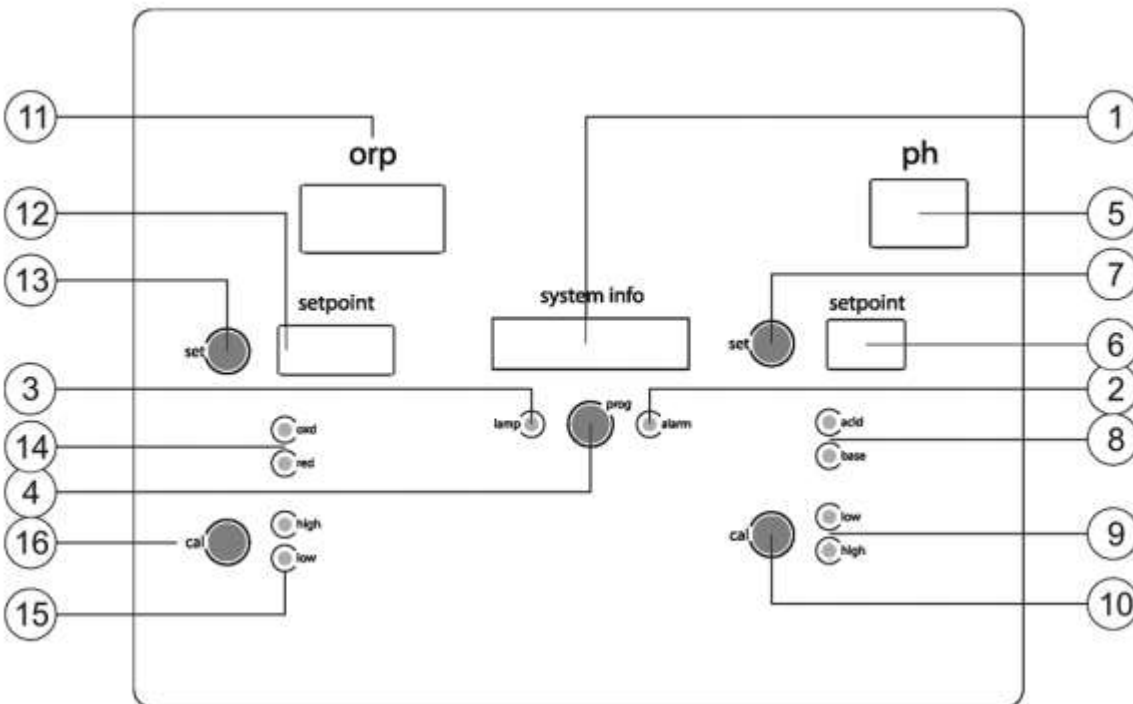 11
1
orp
ph
12
5
13
7
setpoint
system info
setpoint
set
set
6
3
2
lamp
prog
alarm
oxd
acid
14
8
red
base
4
high
low
16
cal
cal
9
low
high
15
10